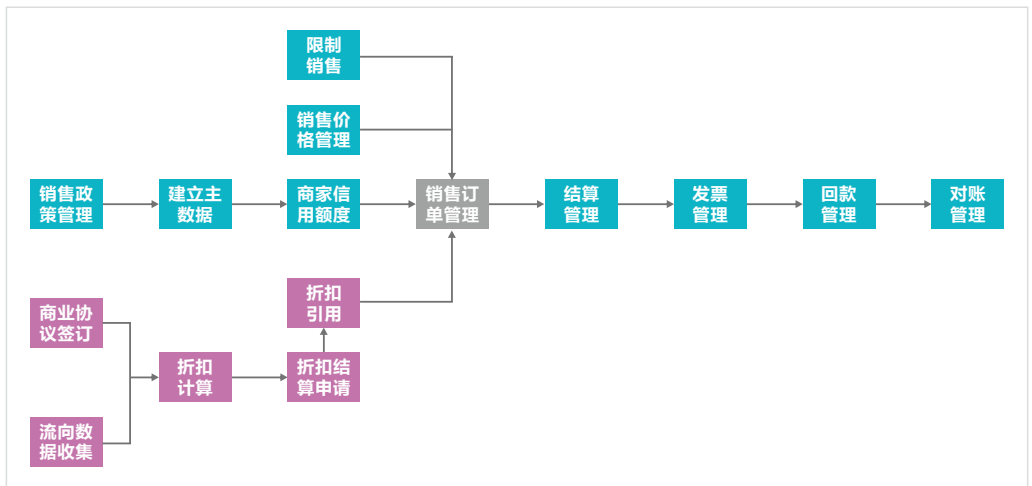 限制
销售
销售价
格管理
销售政
策管理
建立主
数据
商家信
用额度
销售订
单管理
结算
管理
发票
管理
回款
管理
对账
管理
折扣
引用
商业协
议签订
折扣
计算
折扣结
算申请
流向数
据收集